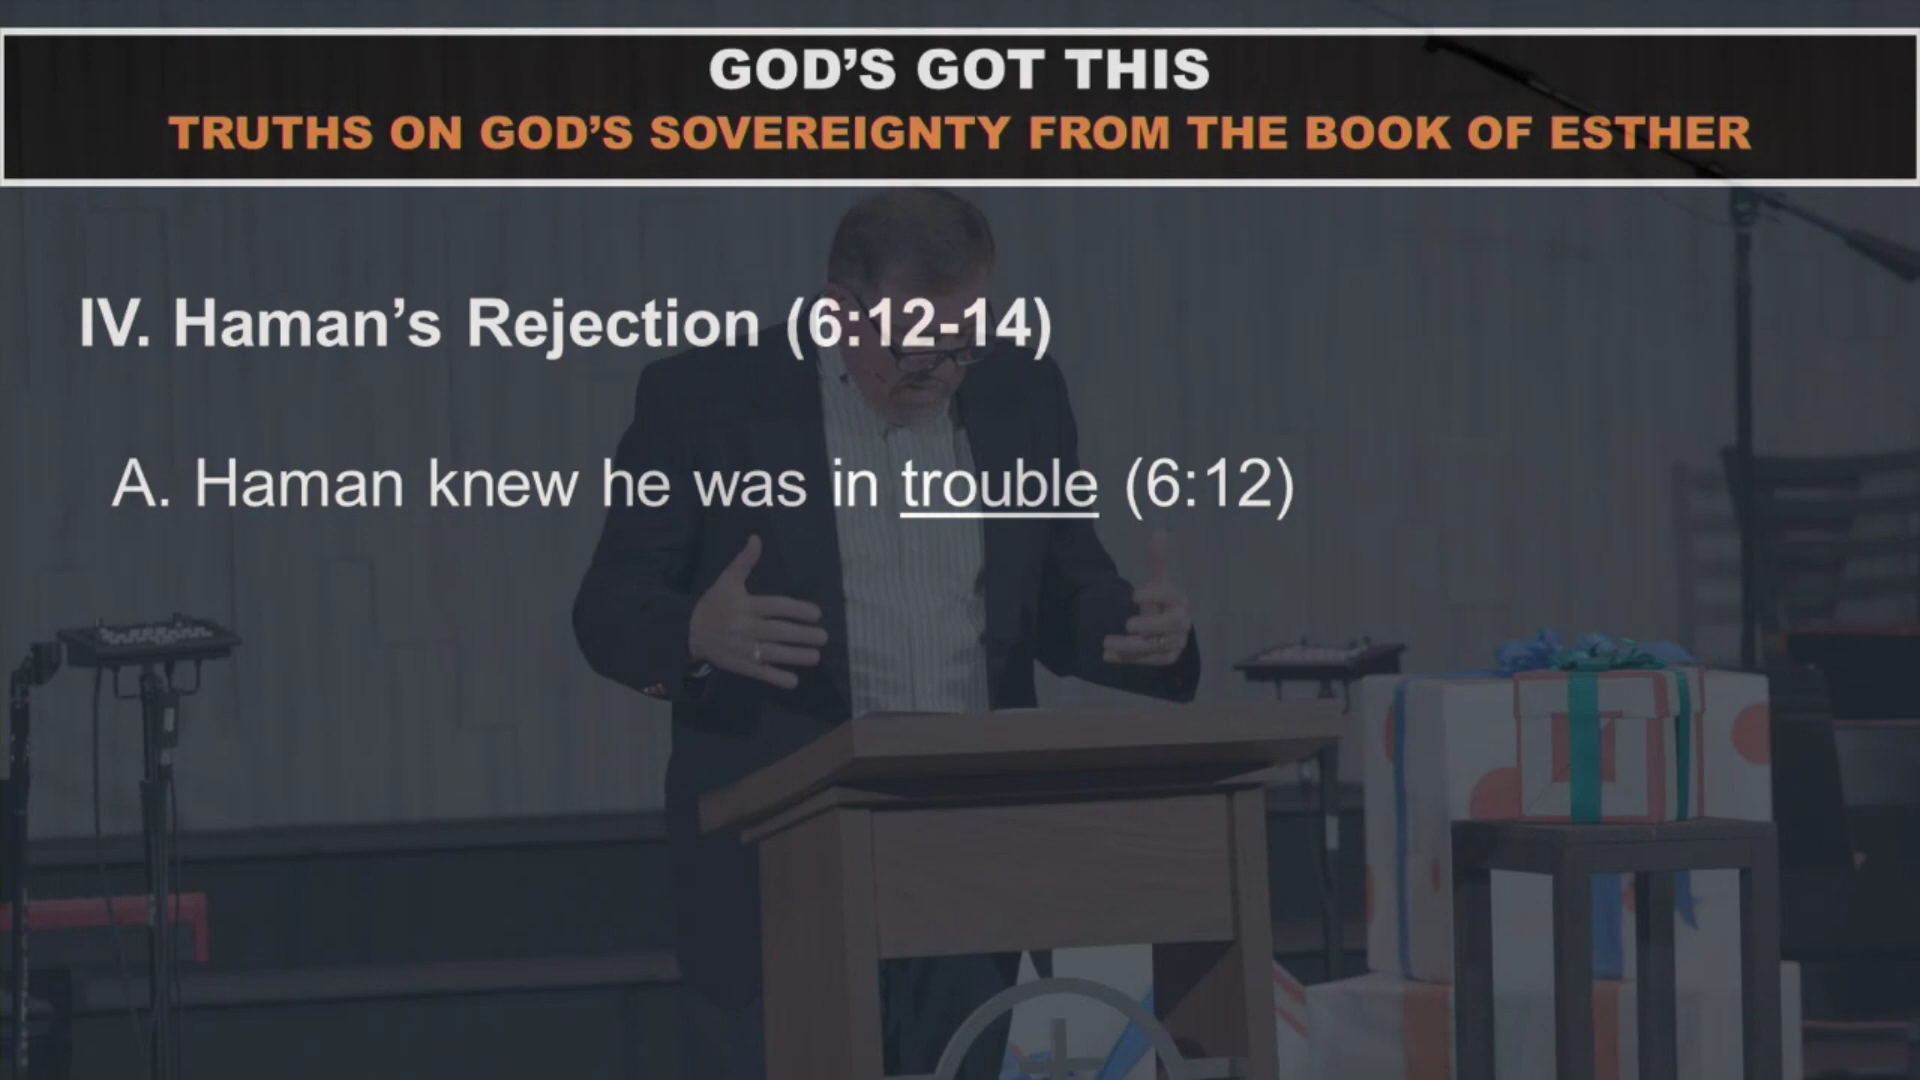 GOD’S GOT THIS
TRUTHS ON GOD’S SOVEREIGNTY FROM THE BOOK OF ESTHER
IV. Haman’s Rejection (6:12-14)
A. Haman knew he was in trouble (6:12)